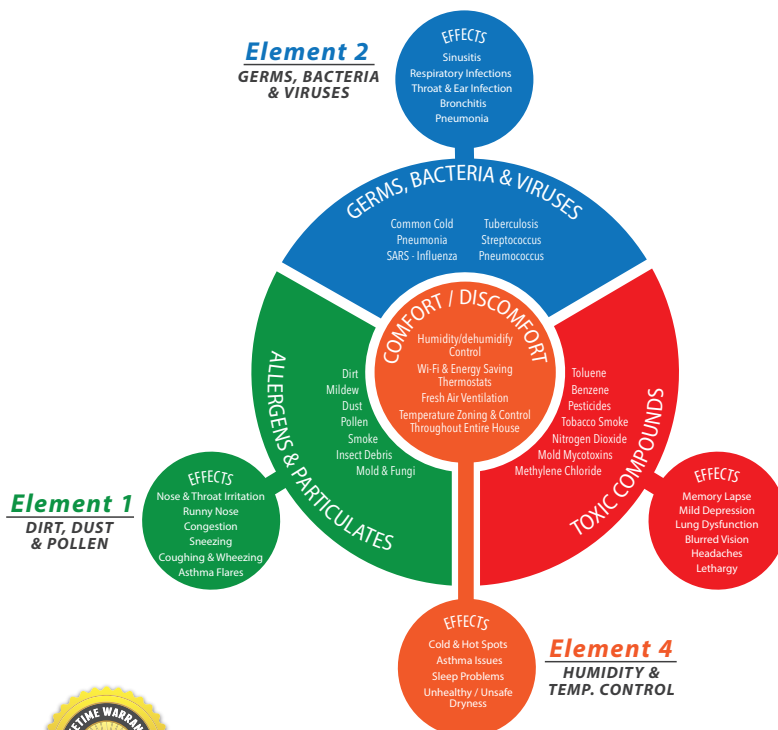 Element 2
GERMS, BACTERIA
& VIRUSES
EFFECTS
Sinusitis
Respiratory Infections
Throat & Ear Infection
Bronchitis
Pneumonia
GERMS, BACTERIA & VIRUSES
Common Cold
Pneumonia
SARS - Influenza
Tuberculosis
Streptococcus
Pneumococcus
COMFORT / DISCOMFORT
Humidity/dehumidify
Control
Wi-Fi & Energy Saving
Thermostats
Fresh Air Ventilation
Temperature Zoning & Control
Throughout Entire House
ALLERGENS & PARTICULATES
Dirt
Mildew
Dust
Pollen
Smoke
Insect Debris
Mold & Fungi
TOXIC COMPOUNDS
Toluene
Benzene
Pesticides
Tobacco Smoke
Nitrogen Dioxide
Mold Mycotoxins
Methylene Chloride
Element 1
DIRT, DUST
& POLLEN
EFFECTS
Nose & Throat Irritation
Runny Nose
Congestion
Sneezing
Coughing & Wheezing
Asthma Flares
EFFECTS
Memory Lapse
Mild Depression
Lung Dysfunction
Blurred Vision
Headaches
Lethargy
EFFECTS
Cold & Hot Spots
Asthma Issues
Sleep Problems
Unhealthy / Unsafe
Dryness
Element 4
HUMIDITY &
TEMP. CONTROL